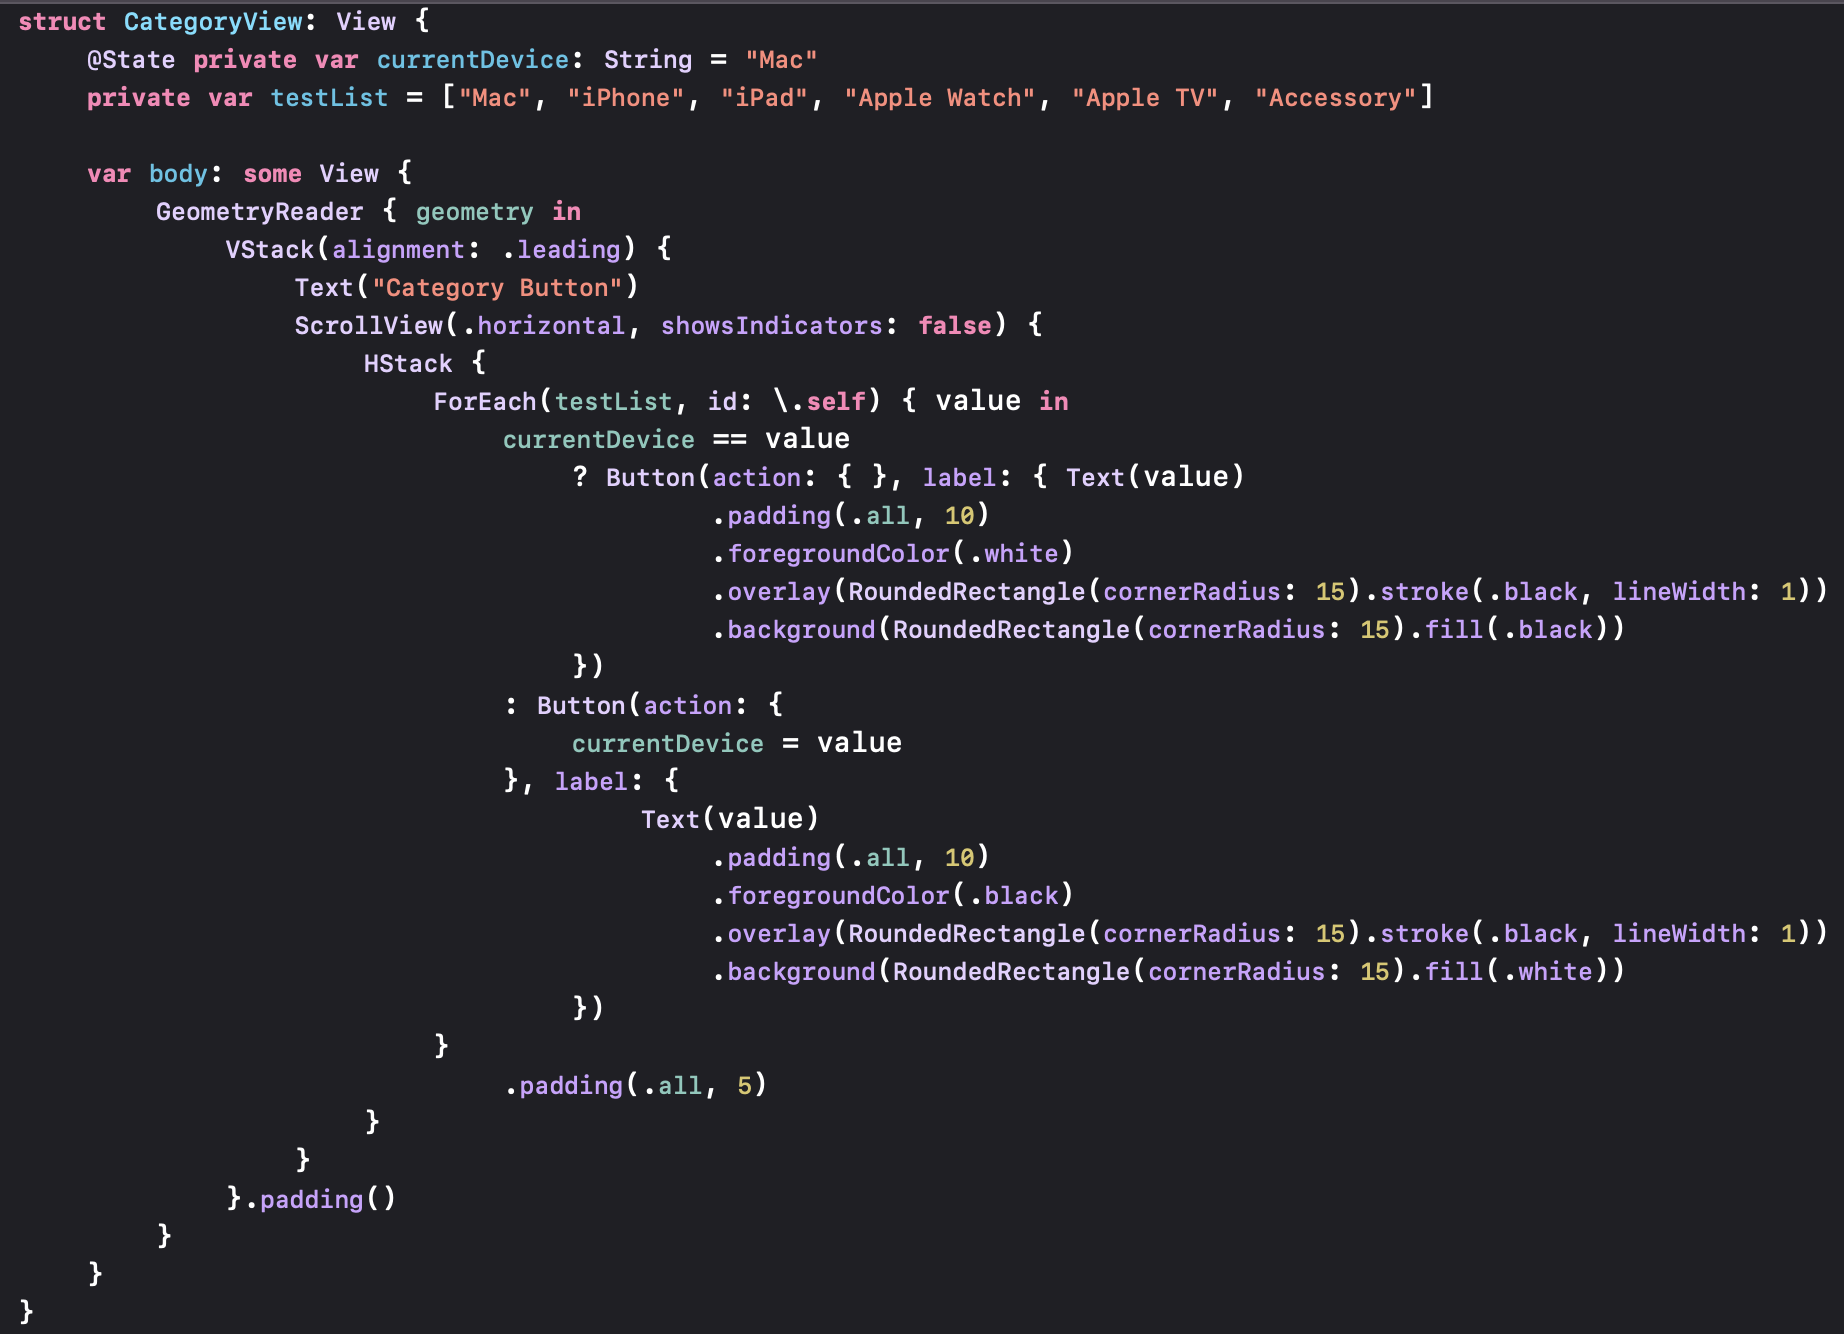 struct CategoryView: View {
@State private var currentDevice: String = "Mac"
private var testList = ["Mac", "iPhone", "iPad", "Apple Watch", "Apple TV", "Accessory"]
var body: some View {
GeometryReader { geometry in
VStack(alignment: .leading) {
Text("Category Button")
ScrollView(.horizontal, showsIndicators: false) {
HStack {
ForEach(testList, id: \.self) { value in
currentDevice == value
? Button(action: { }, label: { Text(value)
.padding(.all, 10)
.foregroundColor(.white)
.overlay(RoundedRectangle(cornerRadius: 15).stroke(.black, lineWidth: 1))
.background(RoundedRectangle(cornerRadius: 15).fill(.black))
})
: Button(action: {
currentDevice = value
}, label: {
Text(value)
.padding(.all, 10)
.foregroundColor(.black)
.overlay(RoundedRectangle(cornerRadius: 15).stroke(.black, lineWidth: 1))
.background(RoundedRectangle(cornerRadius: 15).fill(.white))
})
}
.padding(.all, 5)
}
}
}.padding()
}
}
}